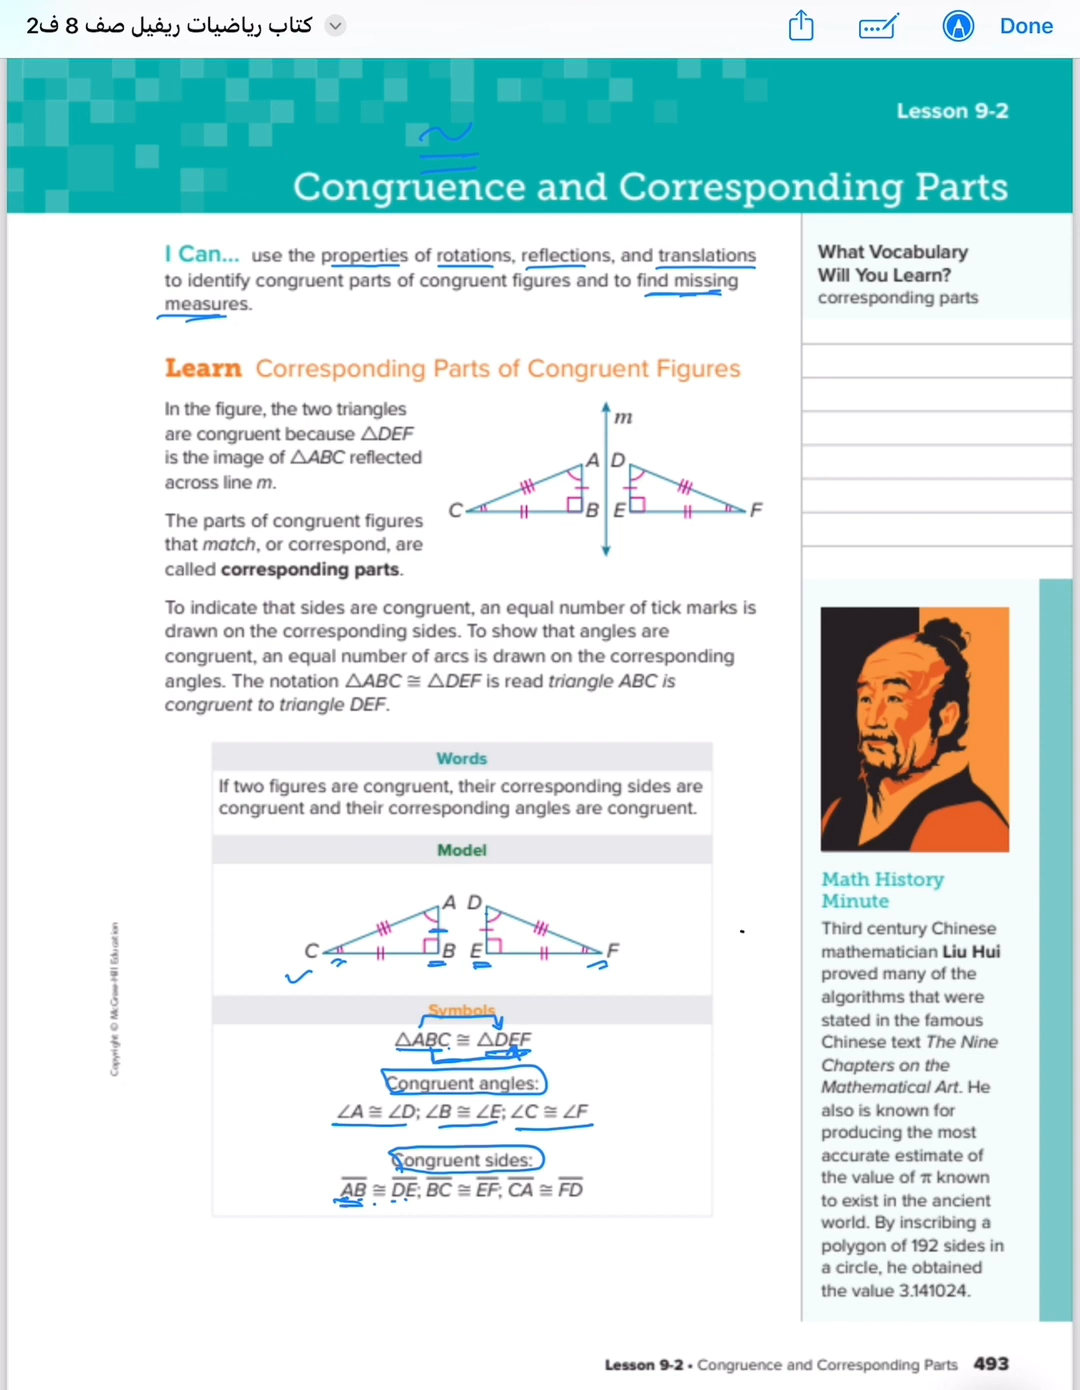 كتاب رياضيات ريفيل صف 8 ف2
Done
Lesson 9-2
≅
Congruence and Corresponding Parts
I Can... use the properties of rotations, reflections, and translations
to identify congruent parts of congruent figures and to find missing
measures.
What Vocabulary
Will You Learn?
corresponding parts
Learn Corresponding Parts of Congruent Figures
In the figure, the two triangles
are congruent because △DEF
is the image of △ABC reflected
across line m.
The parts of congruent figures
that match, or correspond, are
called corresponding parts.
m
A D
C B E F
To indicate that sides are congruent, an equal number of tick marks is
drawn on the corresponding sides. To show that angles are
congruent, an equal number of arcs is drawn on the corresponding
angles. The notation △ABC ≅ △DEF is read triangle ABC is
congruent to triangle DEF.
Words
If two figures are congruent, their corresponding sides are
congruent and their corresponding angles are congruent.
Model
A D
C B E F
Symbols
△ABC ≅ △DEF
Congruent angles:
∠A ≅ ∠D; ∠B ≅ ∠E; ∠C ≅ ∠F
Congruent sides:
A̅B̅ ≅ D̅E̅; B̅C̅ ≅ E̅F̅; C̅A̅ ≅ F̅D̅
Math History
Minute
Third century Chinese
mathematician Liu Hui
proved many of the
algorithms that were
stated in the famous
Chinese text The Nine
Chapters on the
Mathematical Art. He
also is known for
producing the most
accurate estimate of
the value of π known
to exist in the ancient
world. By inscribing a
polygon of 192 sides in
a circle, he obtained
the value 3.141024.
Copyright © McGraw-Hill Education
Lesson 9-2 • Congruence and Corresponding Parts 493